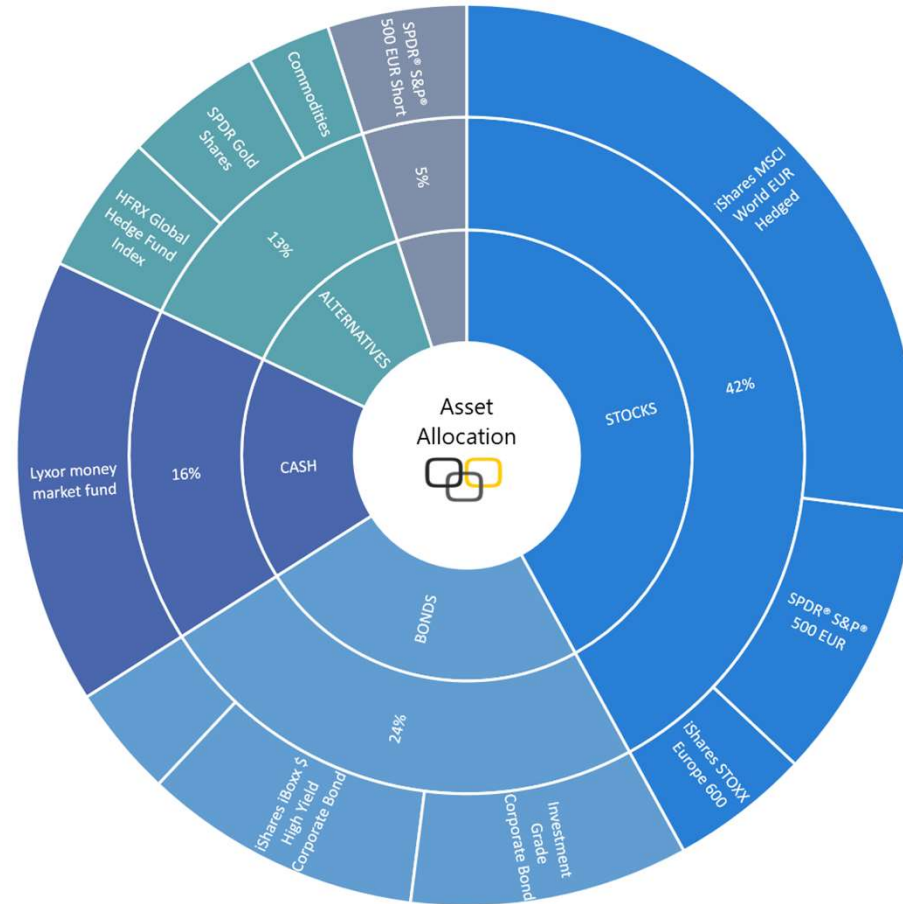 Asset
Allocation
STOCKS
42%
iShares MSCI
World EUR
Hedged
SPDR® S&P®
500 EUR
iShares STOXX
Europe 600
BONDS
24%
Investment
Grade
Corporate Bond
iShares iBoxx $
High Yield
Corporate Bond
CASH
16%
Lyxor money
market fund
ALTERNATIVES
13%
HFRX Global
Hedge Fund
Index
SPDR Gold
Shares
Commodities
5%
SPDR® S&P®
500 EUR Short